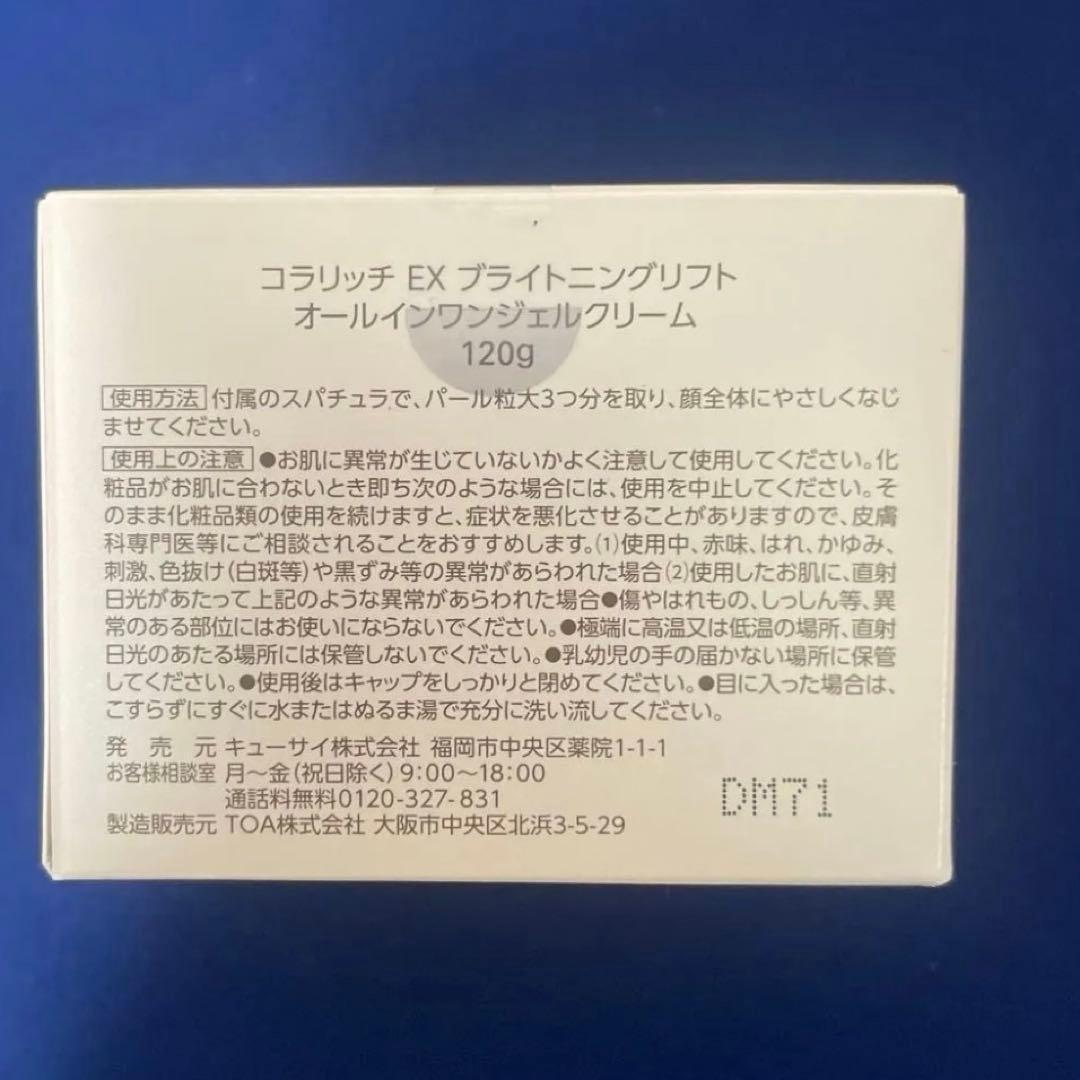 コラリッチ EX ブライトニングリフト
オールインワンジェルクリーム
120g
使用方法 付属のスパチュラで、パール粒大3つ分を取り、顔全体にやさしくなじ
ませてください。
使用上の注意 ●お肌に異常が生じていないかよく注意して使用してください。化
粧品がお肌に合わないとき即ち次のような場合には、使用を中止してください。そ
のまま化粧品類の使用を続けますと、症状を悪化させることがありますので、皮膚
科専門医等にご相談されることをおすすめします。(1)使用中、赤味、はれ、かゆみ、
刺激、色抜け(白斑等)や黒ずみ等の異常があらわれた場合(2)使用したお肌に、直射
日光があたって上記のような異常があらわれた場合●傷やはれもの、しっしん等、異
常のある部位にはお使いにならないでください。●極端に高温又は低温の場所、直射
日光のあたる場所には保管しないでください。●乳幼児の手の届かない場所に保管
してください。●使用後はキャップをしっかりと閉めてください。●目に入った場合は、
こすらずにすぐに水またはぬるま湯で充分に洗い流してください。
発 売 元 キューサイ株式会社 福岡市中央区薬院1-1-1
お客様相談室 月～金(祝日除く)9:00～18:00
通話料無料0120-327-831
製造販売元 TOA株式会社 大阪市中央区北浜3-5-29
DM71